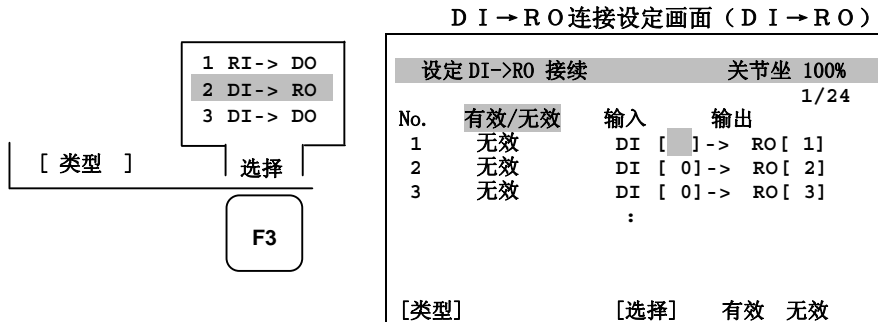 DI→RO连接设定画面(DI→RO)
1 RI-> DO
2 DI-> RO
3 DI-> DO
[ 类型 ] 选择
F3
设定 DI->RO 接续 关节坐 100%
1/24
No. 有效/无效 输入 输出
1 无效 DI [ ]-> RO[ 1]
2 无效 DI [ 0]-> RO[ 2]
3 无效 DI [ 0]-> RO[ 3]
:
[类型] [选择] 有效 无效